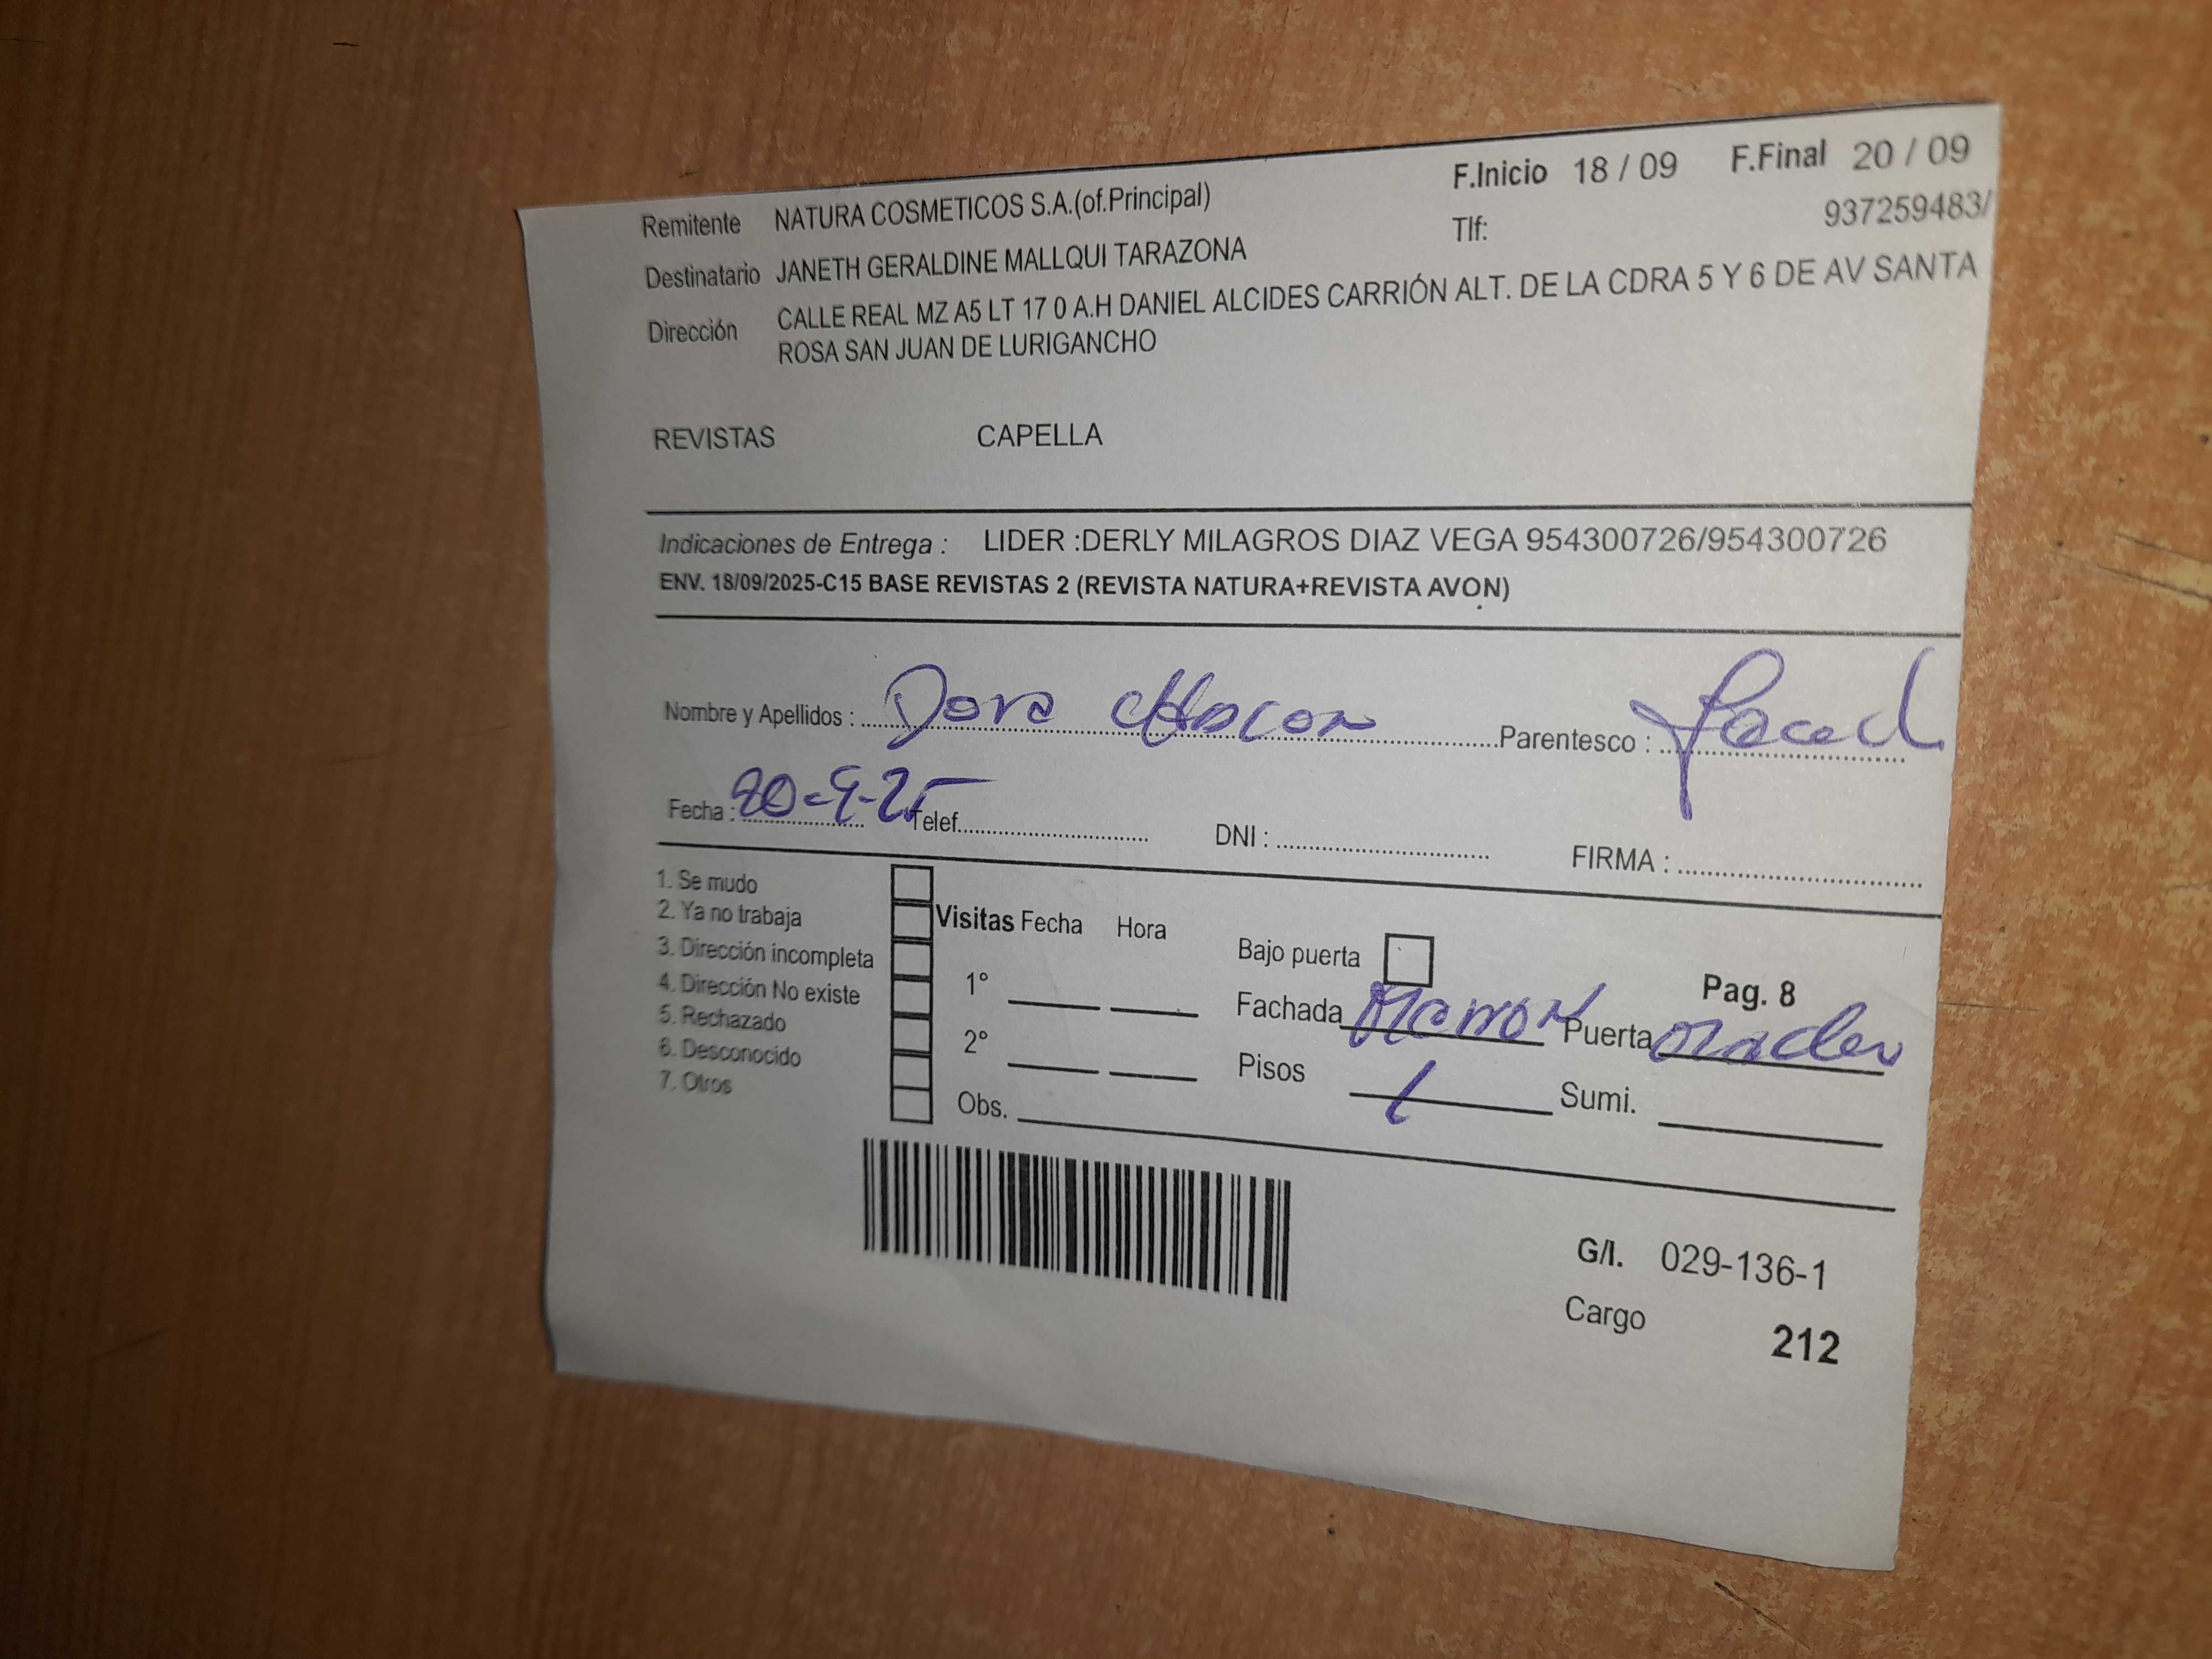 F.Inicio 18 / 09 F.Final 20 / 09
Remitente NATURA COSMETICOS S.A.(of.Principal)
Tlf: 937259483/
Destinatario JANETH GERALDINE MALLQUI TARAZONA
Dirección CALLE REAL MZ A5 LT 17 0 A.H DANIEL ALCIDES CARRIÓN ALT. DE LA CDRA 5 Y 6 DE AV SANTA
ROSA SAN JUAN DE LURIGANCHO
REVISTAS CAPELLA
Indicaciones de Entrega : LIDER :DERLY MILAGROS DIAZ VEGA 954300726/954300726
ENV. 18/09/2025-C15 BASE REVISTAS 2 (REVISTA NATURA+REVISTA AVON)
Nombre y Apellidos : Dora Parentesco :
Fecha : 20-9-25 Telef. DNI : FIRMA :
1. Se mudo
2. Ya no trabaja
3. Dirección incompleta
4. Dirección No existe
5. Rechazado
6. Desconocido
7. Otros
Visitas Fecha Hora
1°
2°
Obs.
Bajo puerta
Pag. 8
Fachada Marron Puerta
Pisos 1 Sumi.
G/I. 029-136-1
Cargo 212